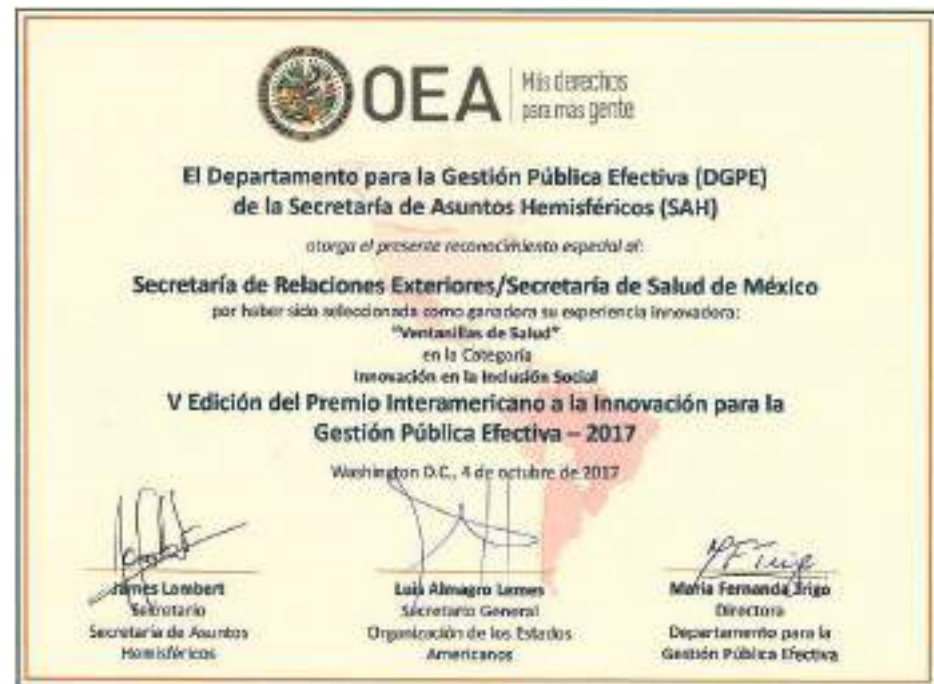 OEA
Más derechos
para más gente
El Departamento para la Gestión Pública Efectiva (DGPE)
de la Secretaría de Asuntos Hemisféricos (SAH)
otorga el presente reconocimiento especial al:
Secretaría de Relaciones Exteriores/Secretaría de Salud de México
por haber sido seleccionada como ganadora su experiencia innovadora:
"Ventanillas de Salud"
en la Categoría
Innovación en la Inclusión Social
V Edición del Premio Interamericano a la Innovación para la
Gestión Pública Efectiva – 2017
Washington D.C., 4 de octubre de 2017
James Lambert
Secretario
Secretaría de Asuntos
Hemisféricos
Luis Almagro Lemes
Secretario General
Organización de los Estados
Americanos
MFTrigo
María Fernanda Trigo
Directora
Departamento para la
Gestión Pública Efectiva